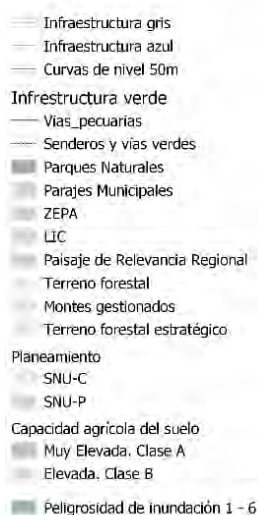 Infraestructura gris
Infraestructura azul
Curvas de nivel 50m
Infrestructura verde
Vias_pecuarias
Senderos y vías verdes
Parques Naturales
Parajes Municipales
ZEPA
LIC
Paisaje de Relevancia Regional
Terreno forestal
Montes gestionados
Terreno forestal estratégico
Planeamiento
SNU-C
SNU-P
Capacidad agrícola del suelo
Muy Elevada. Clase A
Elevada. Clase B
Peligrosidad de inundación 1 - 6